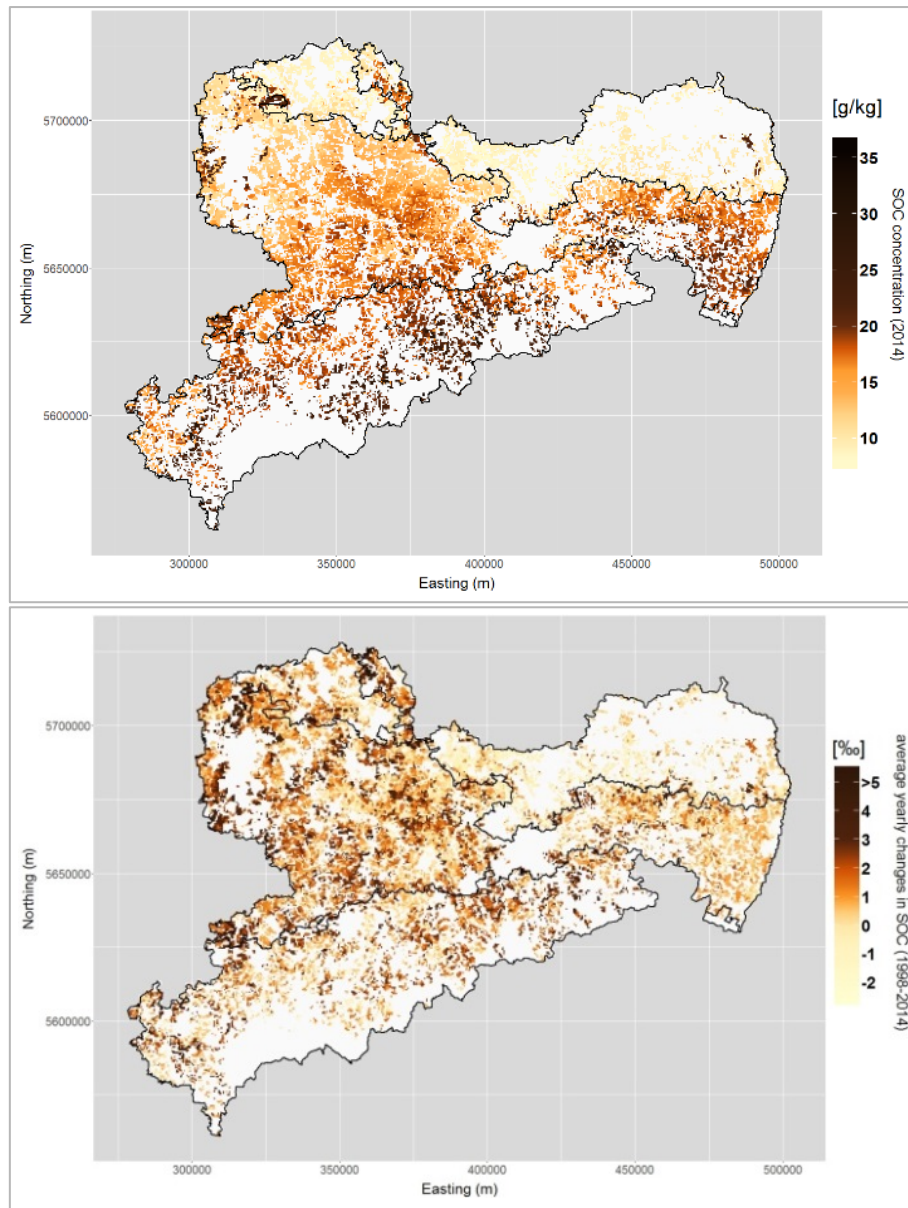 [g/kg]
5700000
35
30
25
SOC concentration (2014)
5650000
20
15
5600000
10
Northing (m)
300000 350000 400000 450000 500000
Easting (m)
5700000
[‰]
>5
4
3
2
1
0
-1
-2
average yearly changes in SOC (1998-2014)
5650000
5600000
Northing (m)
300000 350000 400000 450000 500000
Easting (m)